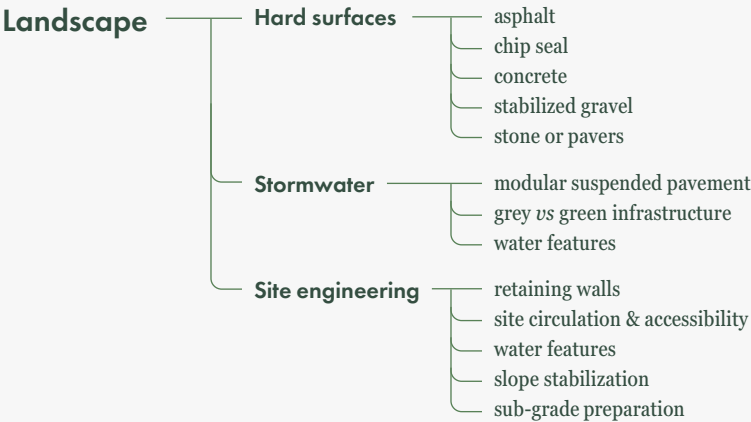 Landscape
Hard surfaces
asphalt
chip seal
concrete
stabilized gravel
stone or pavers
Stormwater
modular suspended pavement
grey vs green infrastructure
water features
Site engineering
retaining walls
site circulation & accessibility
water features
slope stabilization
sub-grade preparation